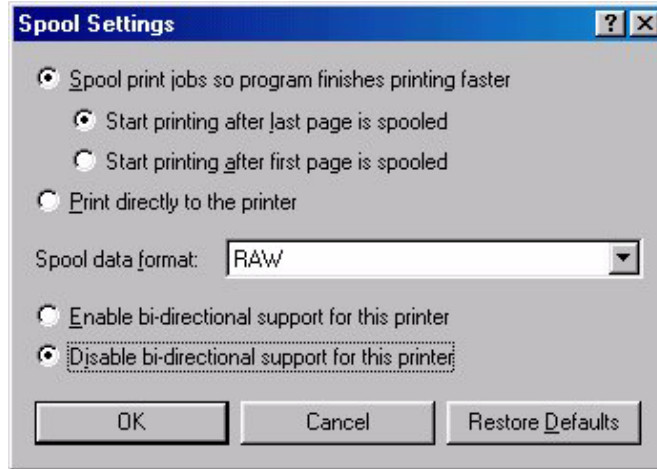 Spool Settings
Spool print jobs so program finishes printing faster
Start printing after last page is spooled
Start printing after first page is spooled
Print directly to the printer
Spool data format: RAW
Enable bi-directional support for this printer
Disable bi-directional support for this printer
OK Cancel Restore Defaults